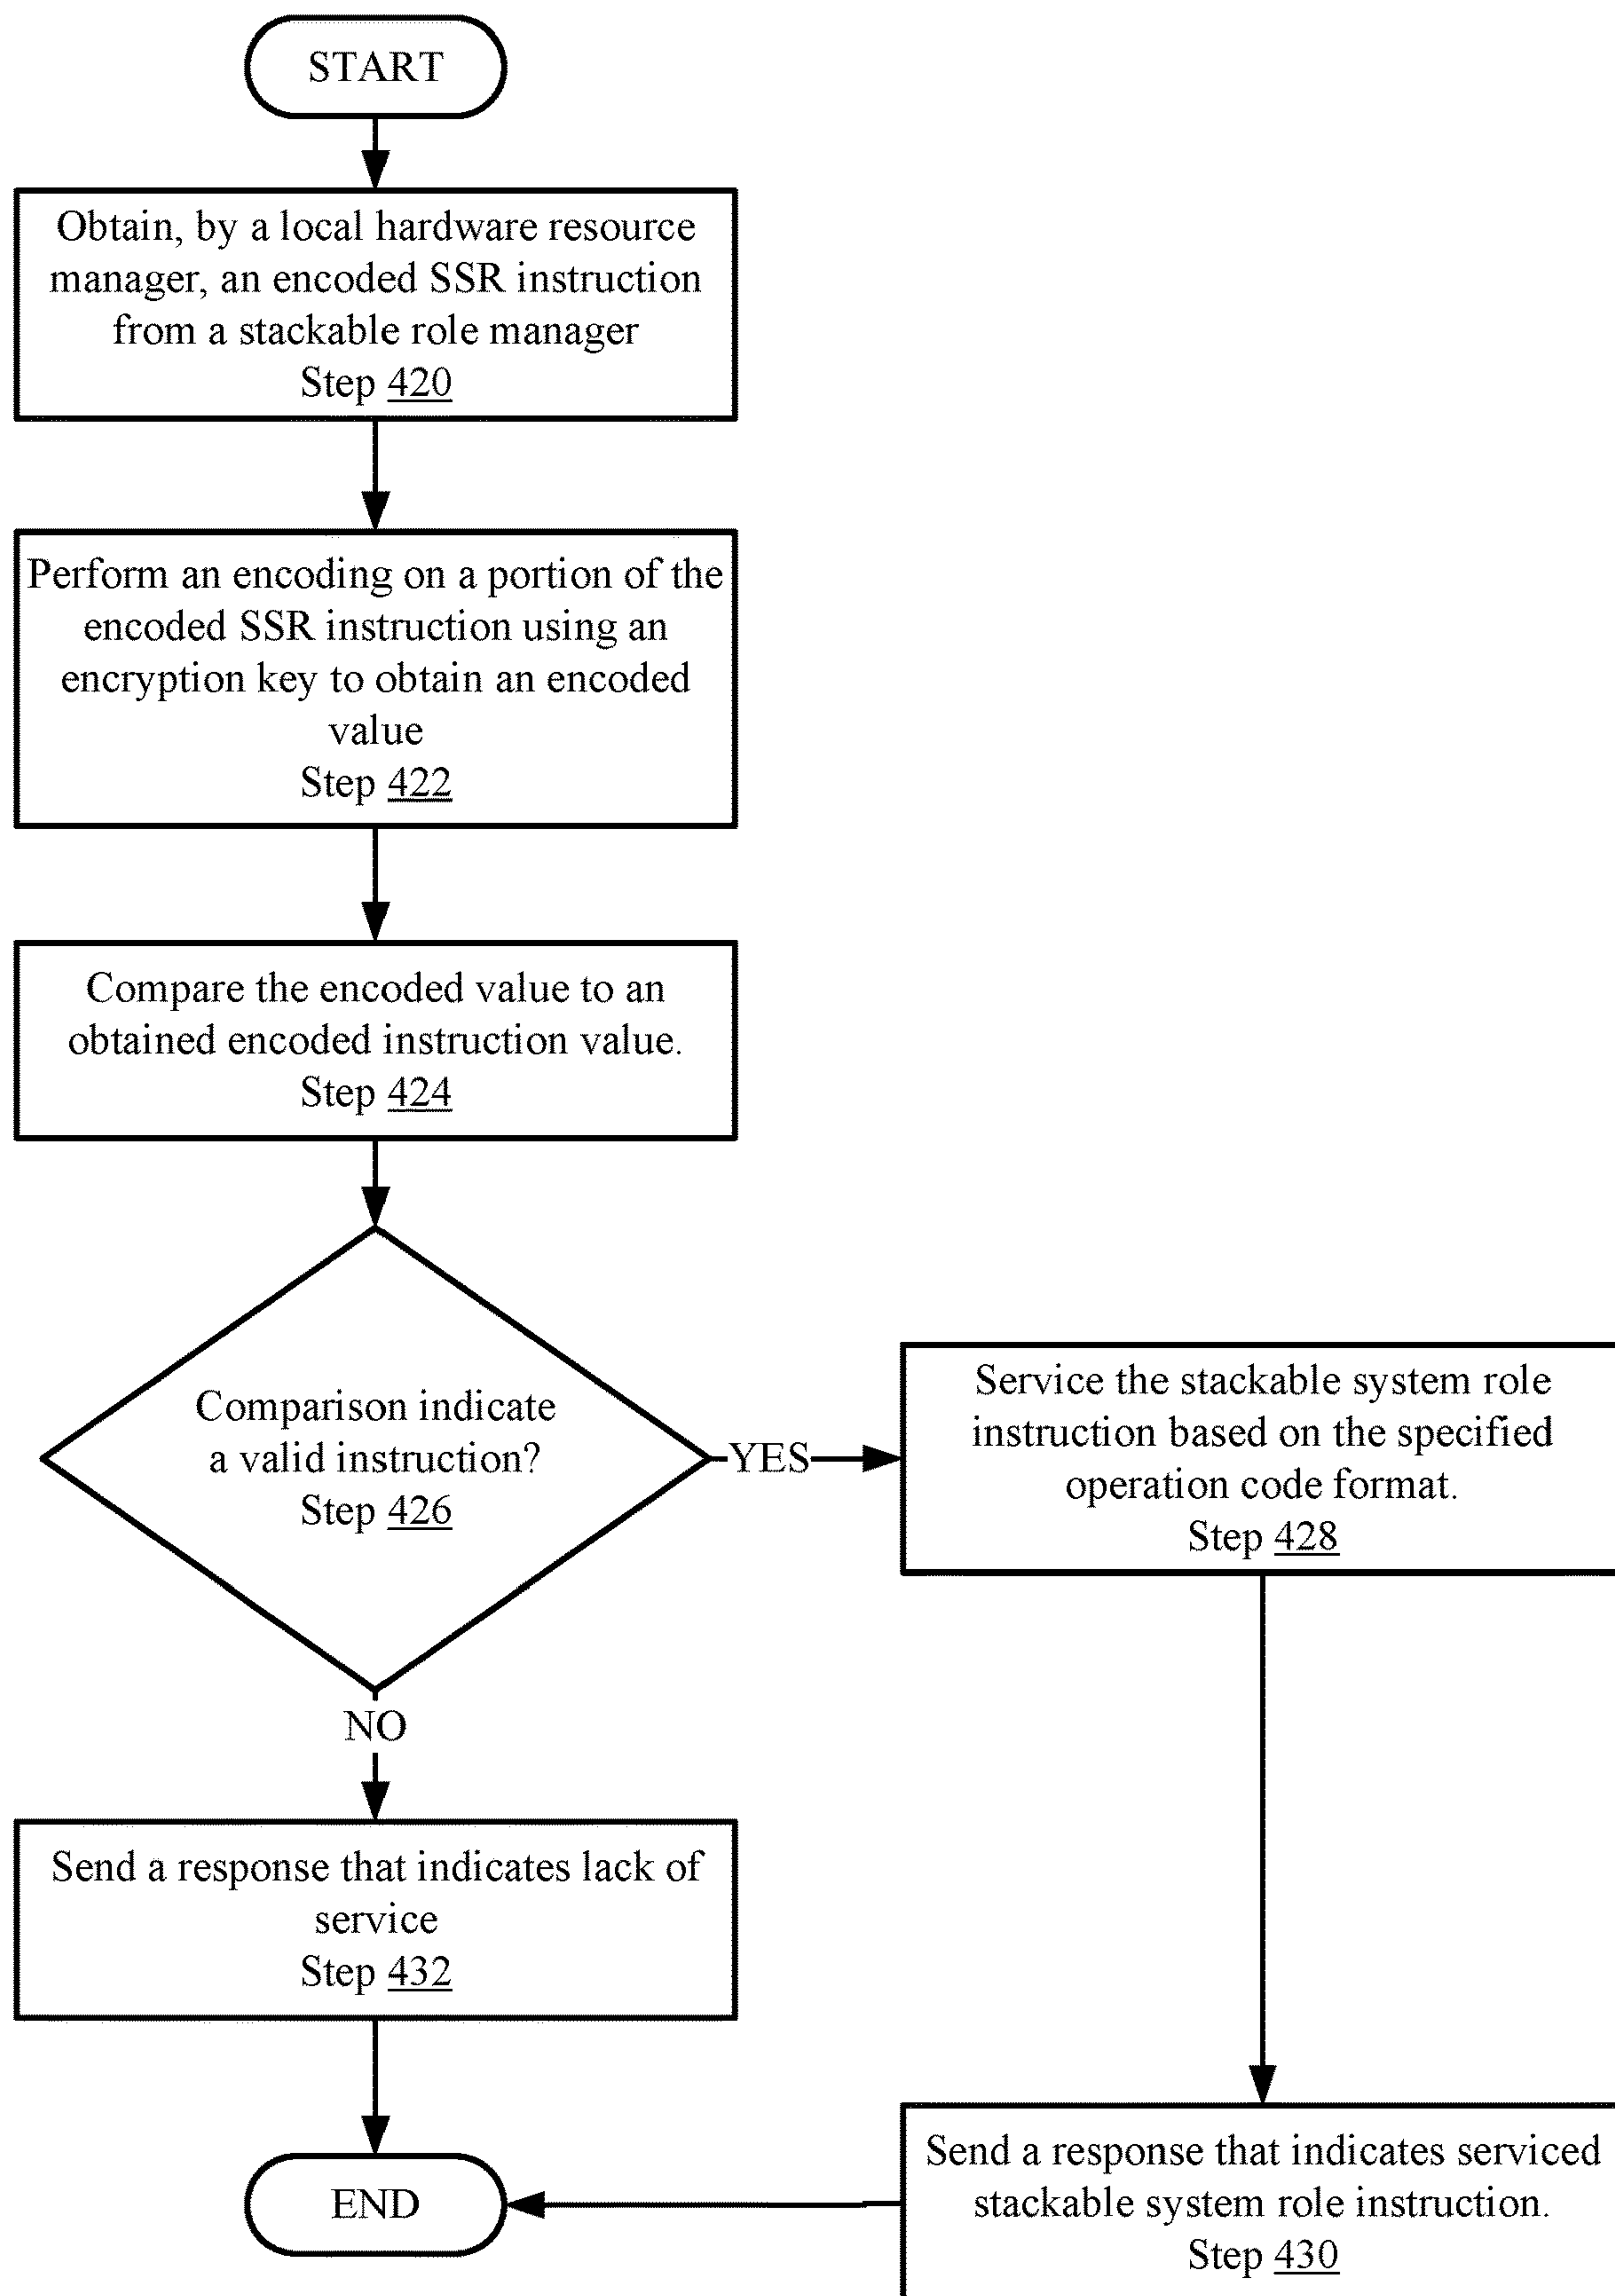 START
Obtain, by a local hardware resource
manager, an encoded SSR instruction
from a stackable role manager
Step 420
Perform an encoding on a portion of the
encoded SSR instruction using an
encryption key to obtain an encoded
value
Step 422
Compare the encoded value to an
obtained encoded instruction value.
Step 424
Comparison indicate
a valid instruction?
Step 426
YES
Service the stackable system role
instruction based on the specified
operation code format.
Step 428
NO
Send a response that indicates lack of
service
Step 432
END
Send a response that indicates serviced
stackable system role instruction.
Step 430